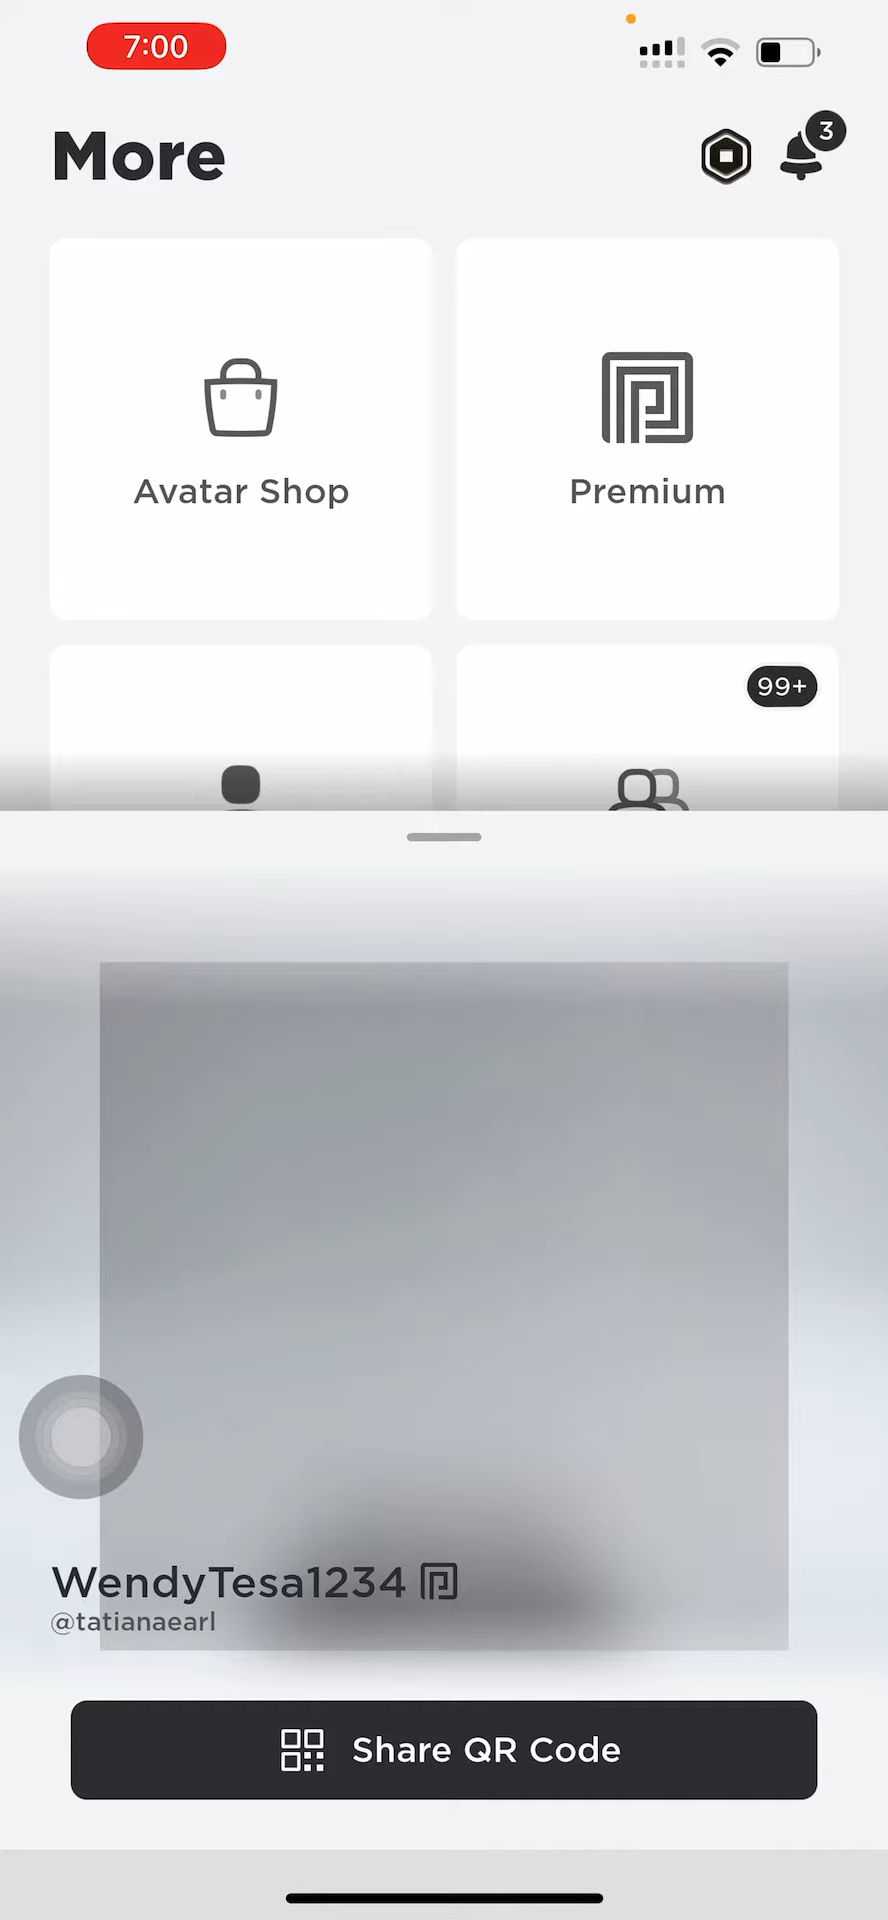 7:00
More
3
Avatar Shop
Premium
99+
WendyTesa1234
@tatianaearl
Share QR Code